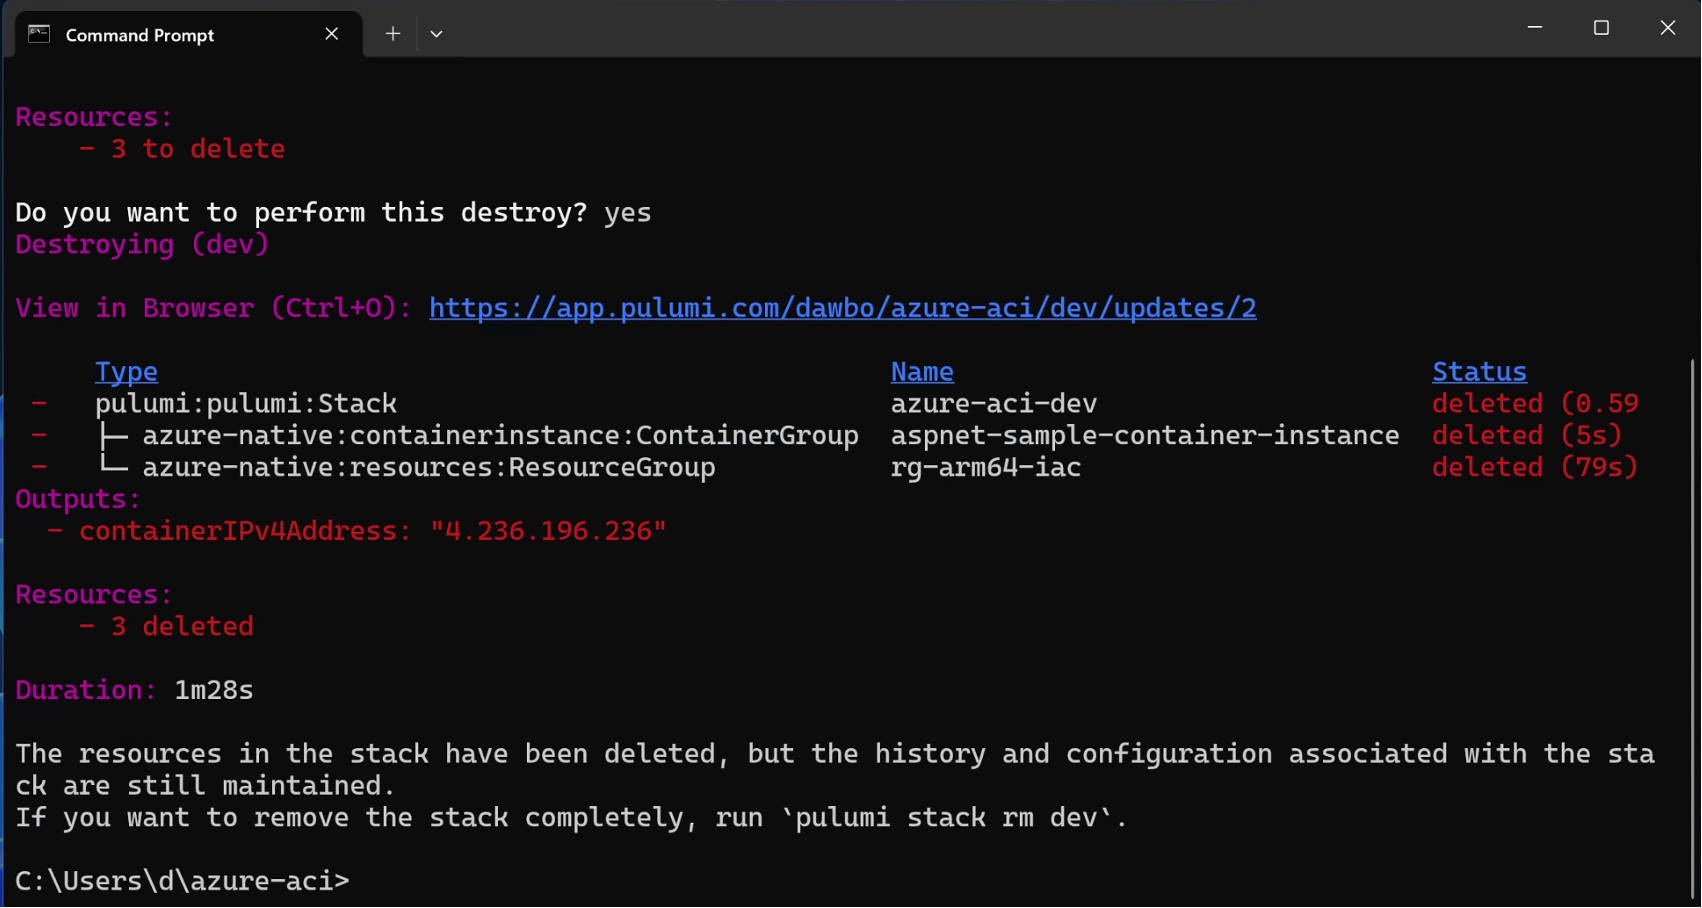 Command Prompt
Resources:
    - 3 to delete
Do you want to perform this destroy? yes
Destroying (dev)
View in Browser (Ctrl+O): https://app.pulumi.com/dawbo/azure-aci/dev/updates/2
     Type                                                  Name                              Status
 -   pulumi:pulumi:Stack                                   azure-aci-dev                     deleted (0.59
 -   ├─ azure-native:containerinstance:ContainerGroup  aspnet-sample-container-instance  deleted (5s)
 -   └─ azure-native:resources:ResourceGroup           rg-arm64-iac                      deleted (79s)
Outputs:
  - containerIPv4Address: "4.236.196.236"
Resources:
    - 3 deleted
Duration: 1m28s
The resources in the stack have been deleted, but the history and configuration associated with the sta
ck are still maintained.
If you want to remove the stack completely, run `pulumi stack rm dev`.
C:\Users\d\azure-aci>